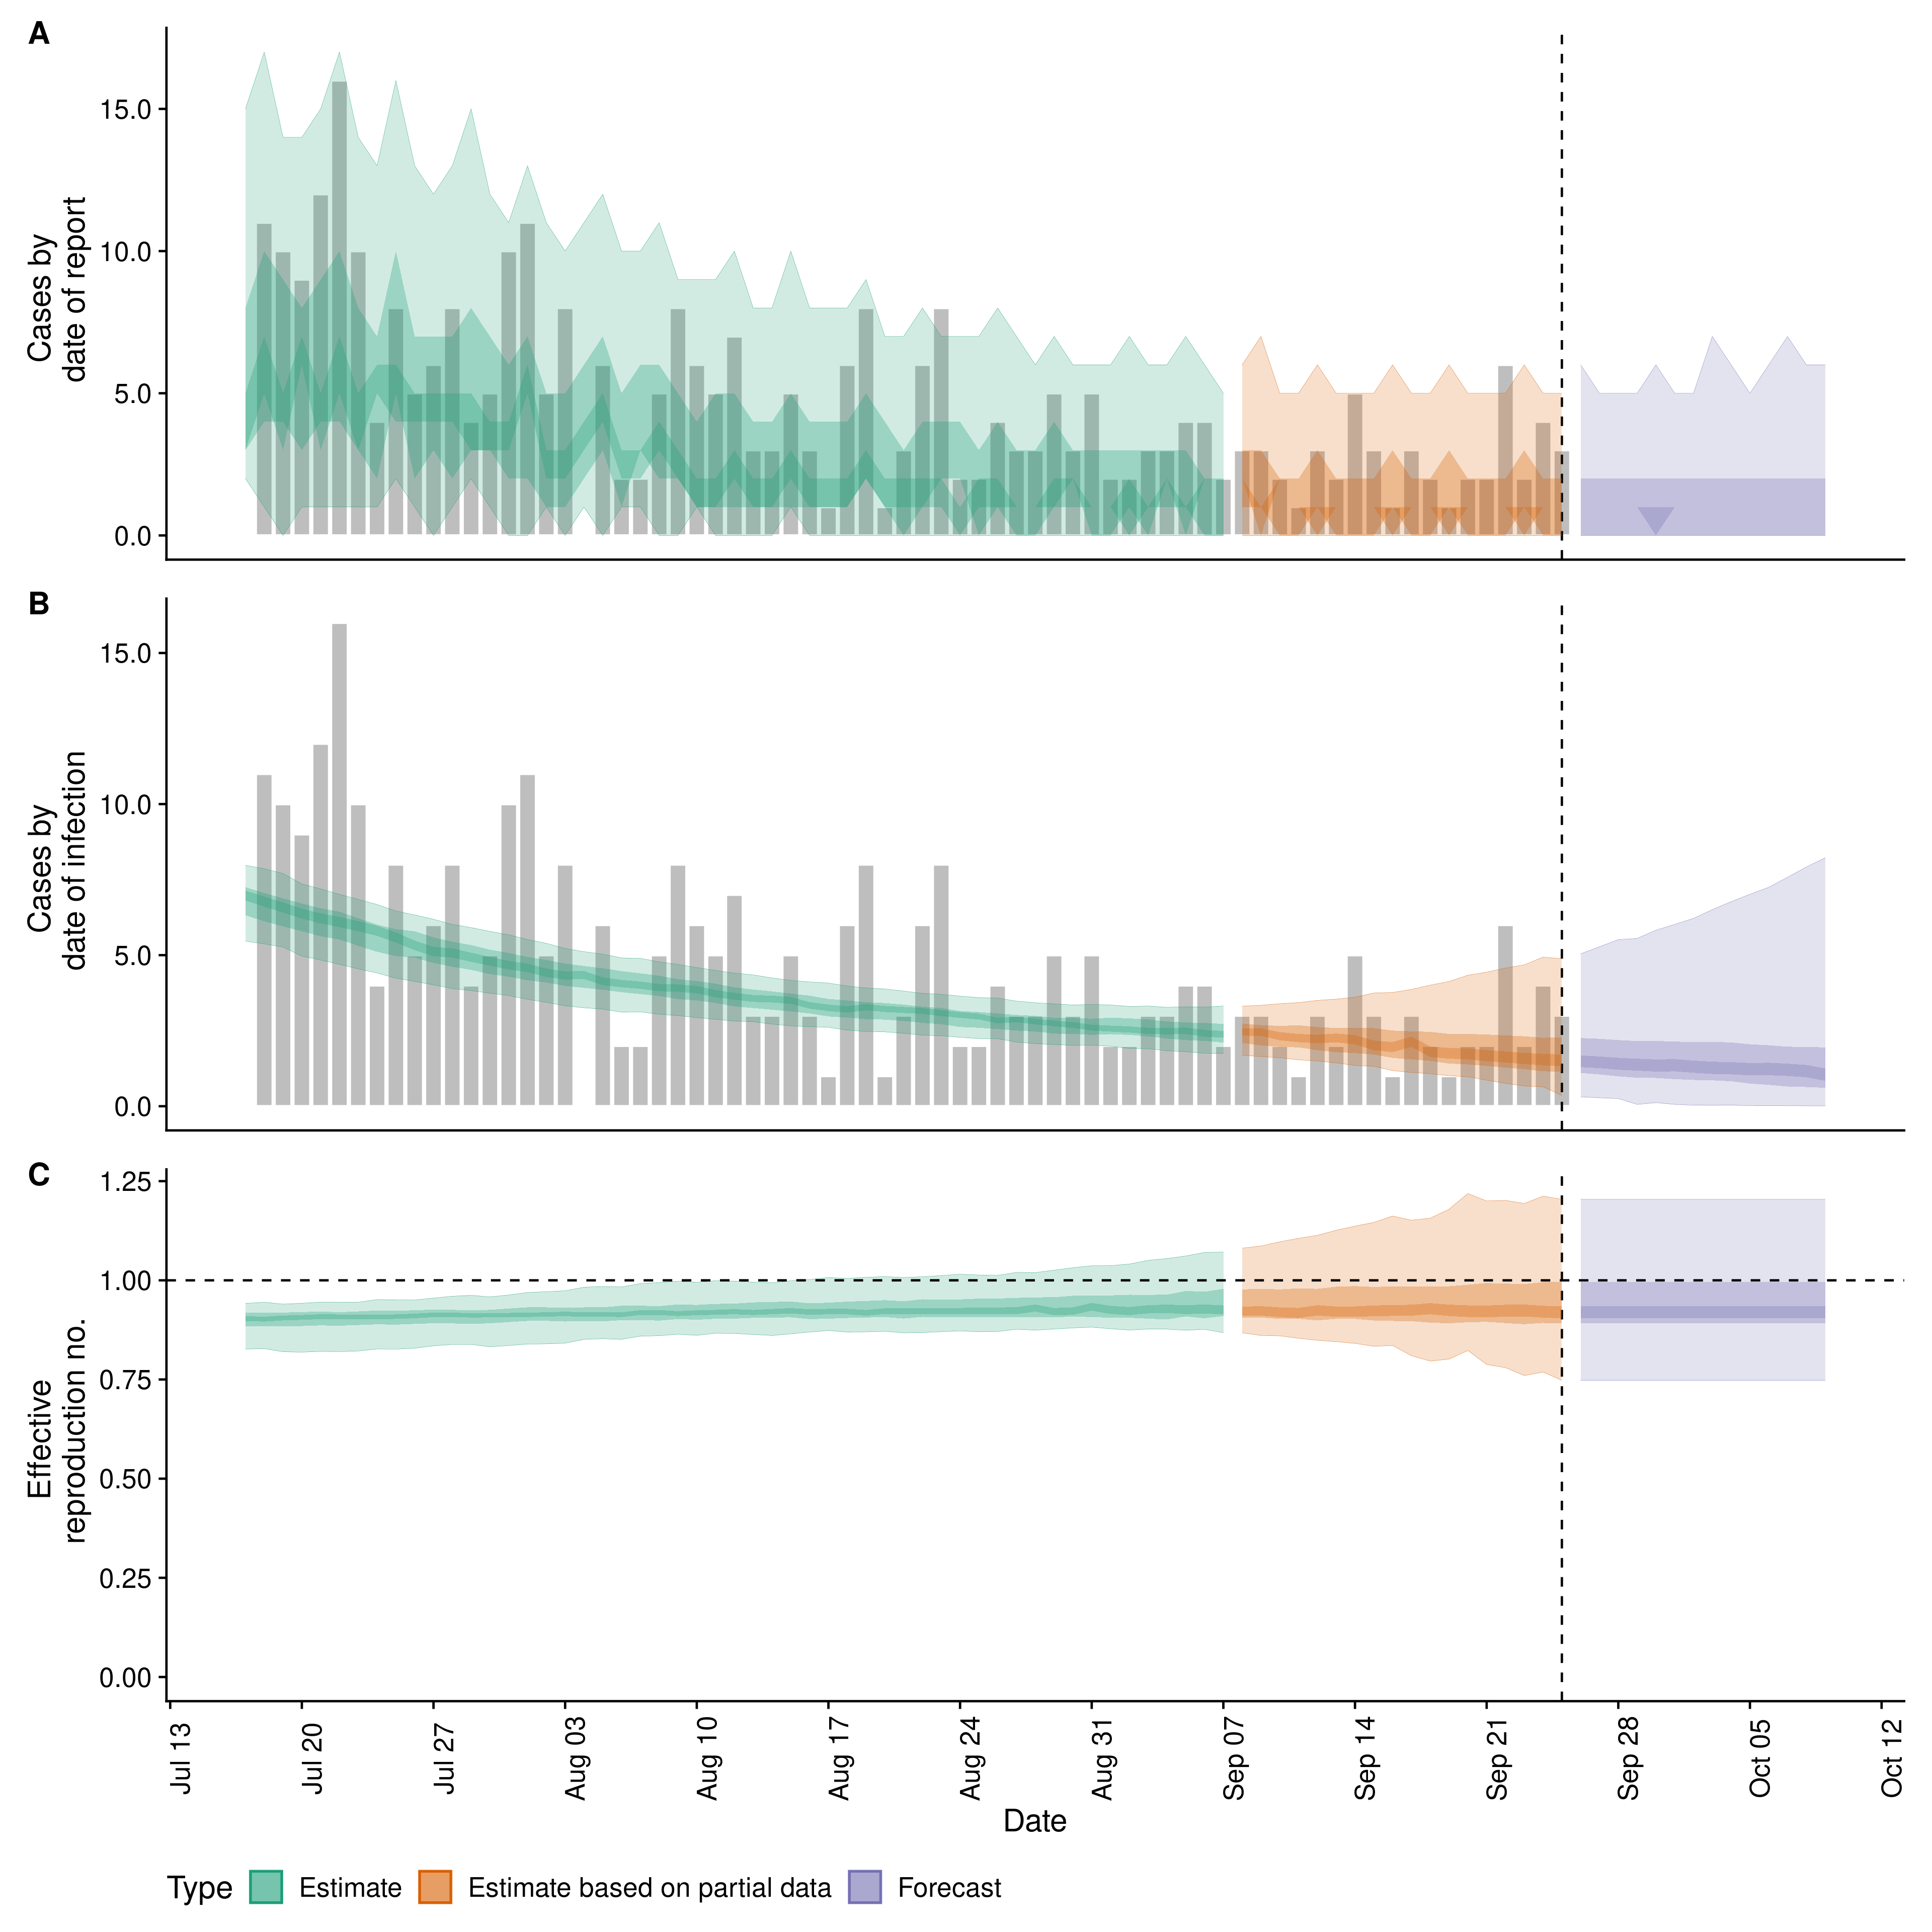 A
15.0
10.0
5.0
0.0
Cases by
date of report
B
15.0
10.0
5.0
0.0
Cases by
date of infection
C
1.25
1.00
0.75
0.50
0.25
0.00
Effective
reproduction no.
Jul 13
Jul 20
Jul 27
Aug 03
Aug 10
Aug 17
Aug 24
Aug 31
Sep 07
Sep 14
Sep 21
Sep 28
Oct 05
Oct 12
Date
Type Estimate Estimate based on partial data Forecast